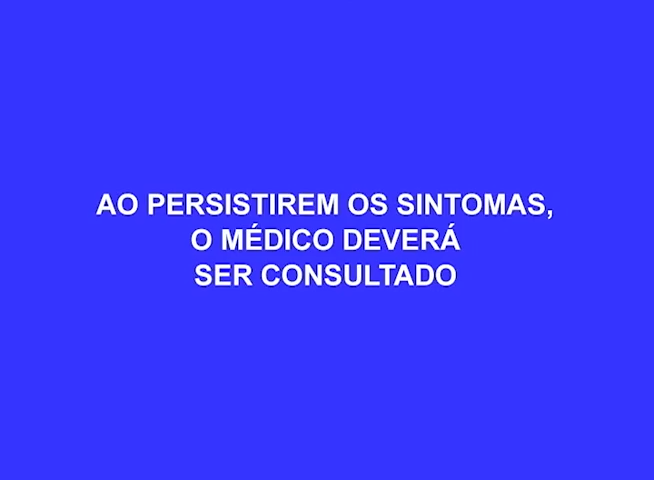 AO PERSISTIREM OS SINTOMAS,
O MÉDICO DEVERÁ
SER CONSULTADO